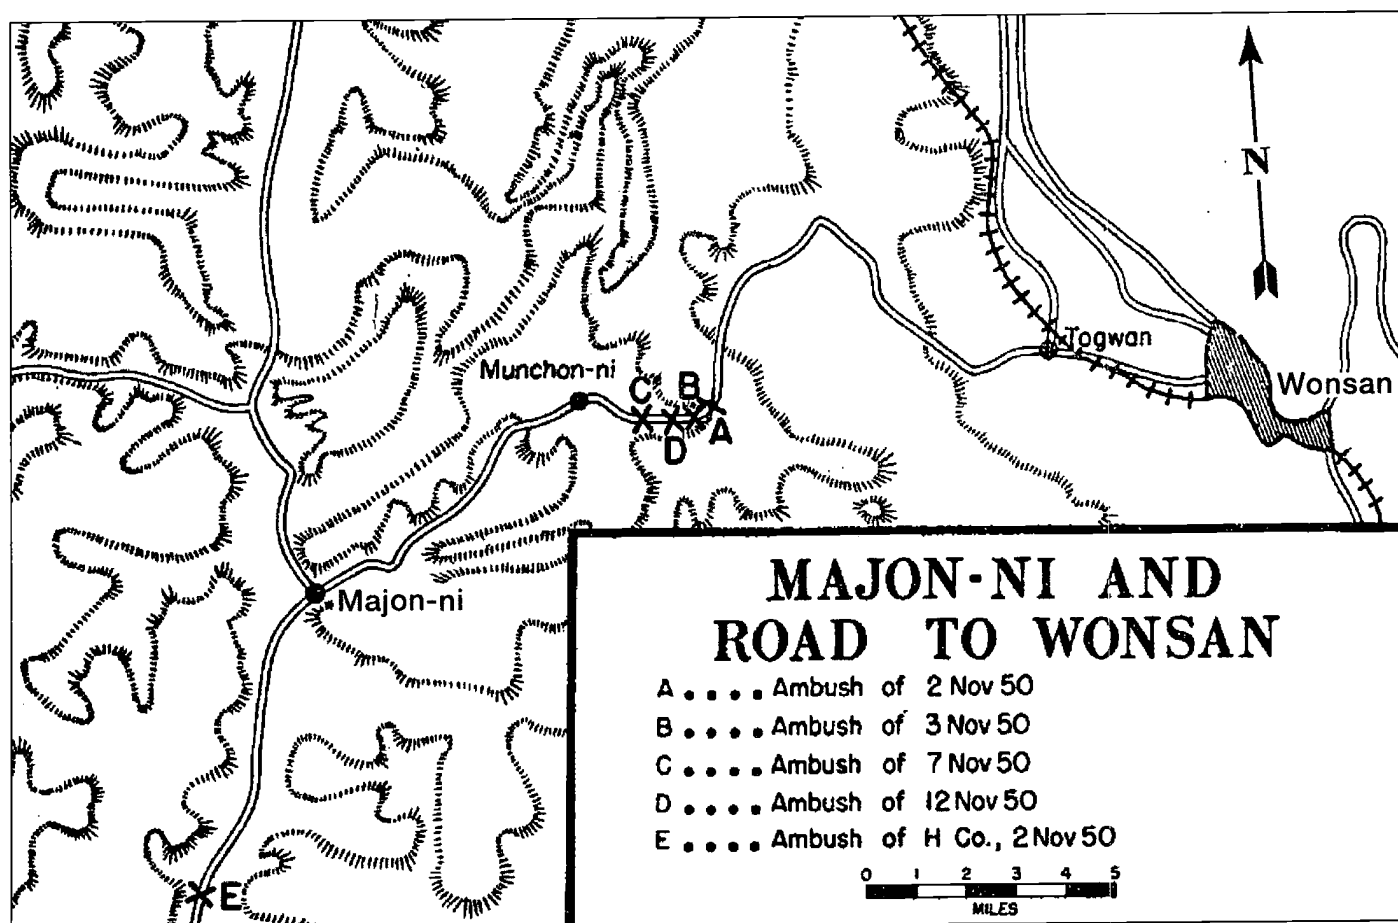 N
Togwan
Wonsan
Munchon-ni
C
B
D
A
Majon-ni
E
MAJON-NI AND
ROAD TO WONSAN
A .... Ambush of 2 Nov 50
B .... Ambush of 3 Nov 50
C .... Ambush of 7 Nov 50
D .... Ambush of 12 Nov 50
E .... Ambush of H Co., 2 Nov 50
0 1 2 3 4 5
MILES